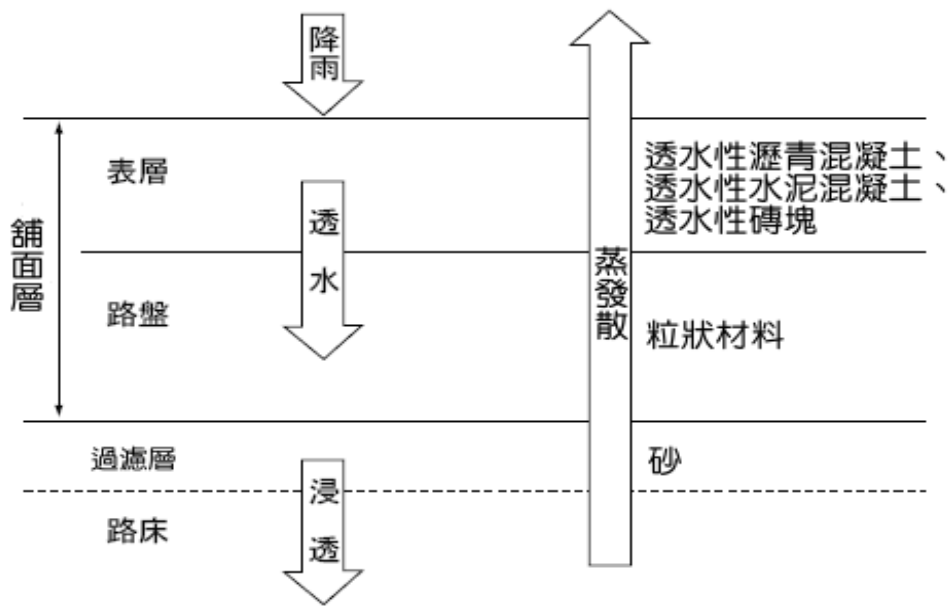 降雨
表層
透水
透水性瀝青混凝土、
透水性水泥混凝土、
透水性磚塊
舖面層
路盤
蒸發散
粒狀材料
過濾層
砂
浸透
路床